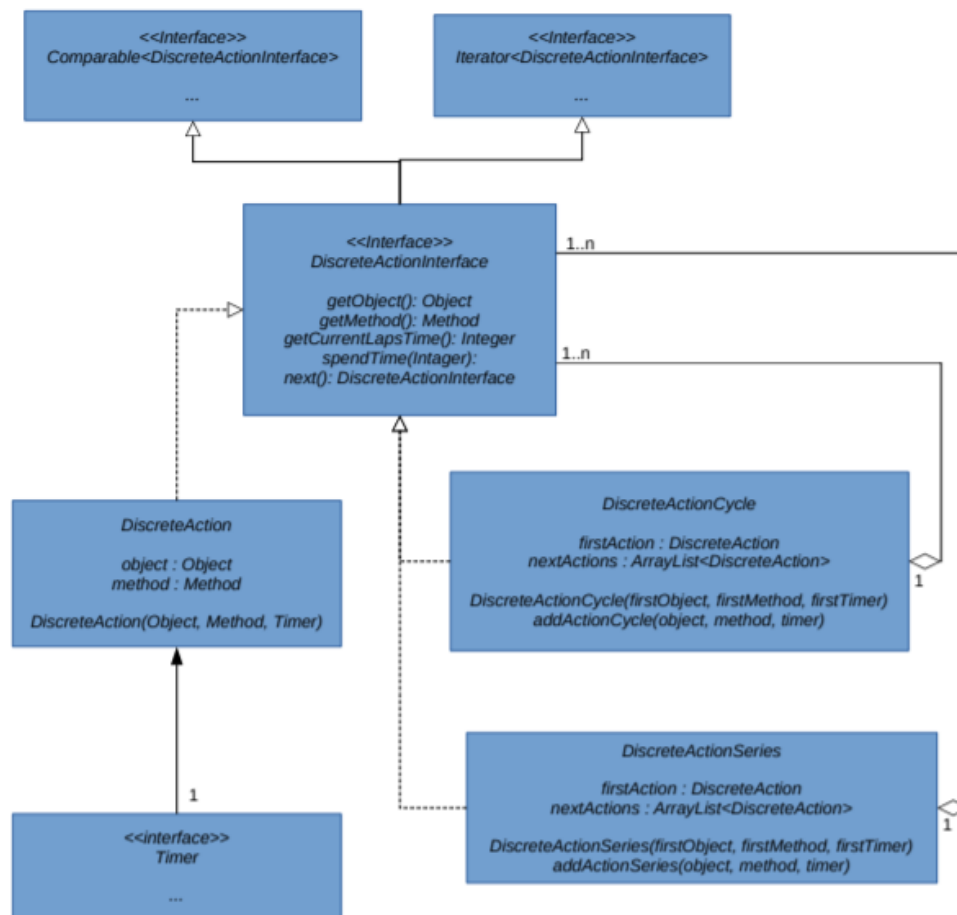 <<Interface>>
Comparable<DiscreteActionInterface>
...
<<Interface>>
Iterator<DiscreteActionInterface>
...
<<Interface>>
DiscreteActionInterface
getObject(): Object
getMethod(): Method
getCurrentLapsTime(): Integer
spendTime(Intager):
next(): DiscreteActionInterface
1..n
1..n
DiscreteAction
object : Object
method : Method
DiscreteAction(Object, Method, Timer)
DiscreteActionCycle
firstAction : DiscreteAction
nextActions : ArrayList<DiscreteAction>
DiscreteActionCycle(firstObject, firstMethod, firstTimer)
addActionCycle(object, method, timer)
1
DiscreteActionSeries
firstAction : DiscreteAction
nextActions : ArrayList<DiscreteAction>
DiscreteActionSeries(firstObject, firstMethod, firstTimer)
addActionSeries(object, method, timer)
1
1
<<interface>>
Timer
...